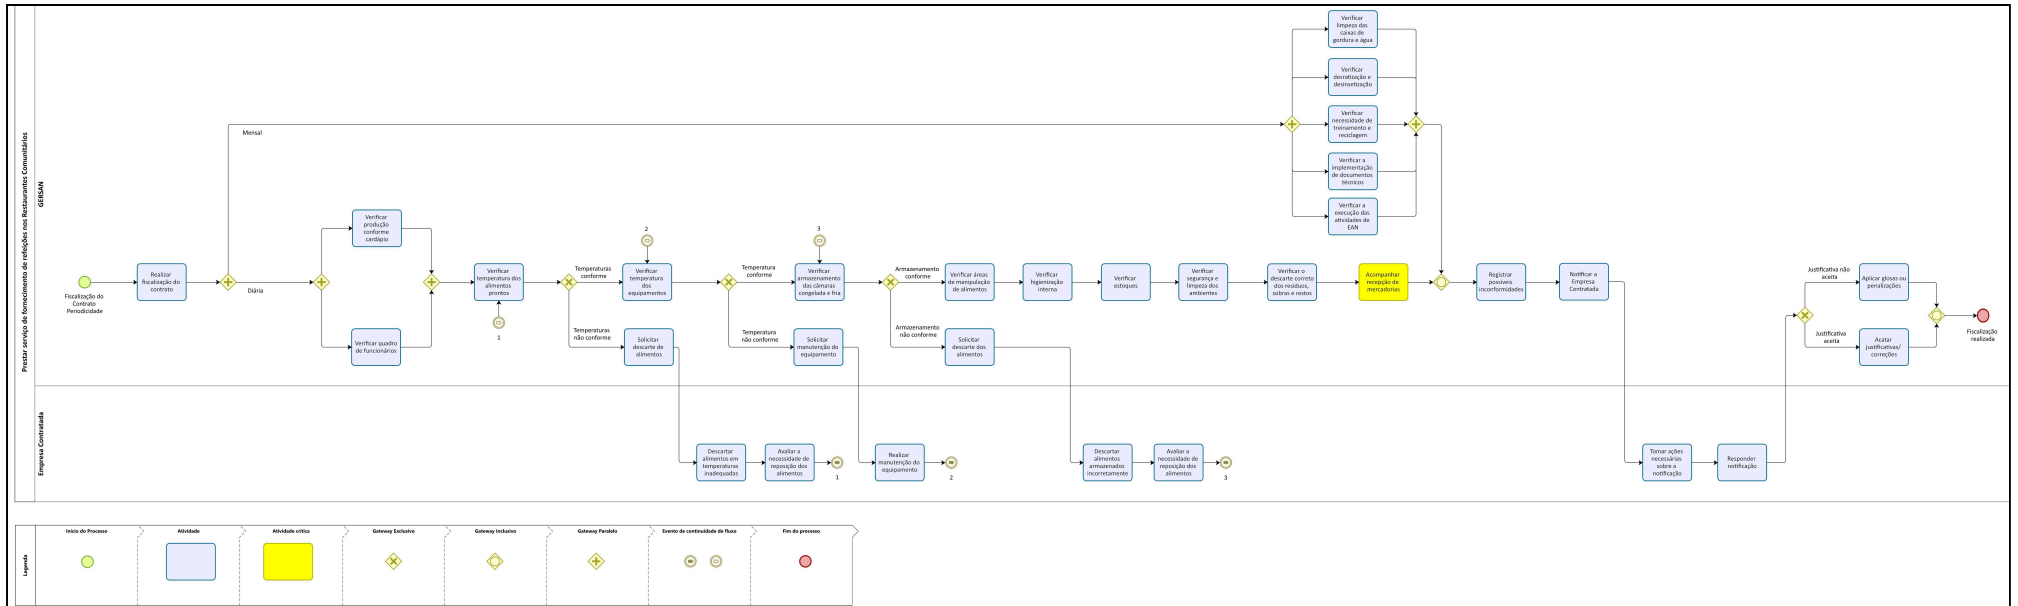 Prestar serviço de fornecimento de refeições nos Restaurantes Comunitários
GERSAN
Fiscalização do
Contrato
Periodicidade
Realizar
fiscalização do
contrato
Mensal
Diária
Verificar
produção
conforme
cardápio
Verificar quadro
de funcionários
Verificar
temperatura dos
alimentos
prontos
1
Temperaturas
conforme
Temperaturas
não conforme
2
Verificar
temperatura
dos
equipamentos
Solicitar
descarte de
alimentos
Temperatura
conforme
Temperatura
não conforme
3
Verificar
armazenamento
das câmaras
congelada e fria
Solicitar
manutenção do
equipamento
Armazenamento
conforme
Armazenamento
não conforme
Verificar áreas
de manipulação
de alimentos
Solicitar
descarte dos
alimentos
Verificar
higienização
interna
Verificar
estoques
Verificar
segurança e
limpeza dos
ambientes
Verificar o
descarte correto
dos resíduos,
sobras e restos
Verificar
limpeza das
caixas de
gordura e água
Verificar
desratização e
desinsetização
Verificar
necessidade de
treinamento e
reciclagem
Verificar a
implementação
de documentos
técnicos
Verificar a
execução das
atividades de
EAN
Acompanhar
recepção de
mercadorias
Registrar
possíveis
inconformidades
Notificar a
Empresa
Contratada
Justificativa não
aceita
Justificativa
aceita
Aplicar glosas ou
penalizações
Acatar
justificativas/
correções
Fiscalização
realizada
Empresa Contratada
Descartar
alimentos em
temperaturas
inadequadas
Avaliar a
necessidade de
reposição dos
alimentos
1
Realizar
manutenção do
equipamento
2
Descartar
alimentos
armazenados
incorretamente
Avaliar a
necessidade de
reposição dos
alimentos
3
Tomar ações
necessárias
sobre a
notificação
Responder
notificação
Legenda
Início do Processo
Atividade
Atividade crítica
Gateway Exclusivo
Gateway Inclusivo
Gateway Paralelo
Evento de continuidade de fluxo
Fim do processo